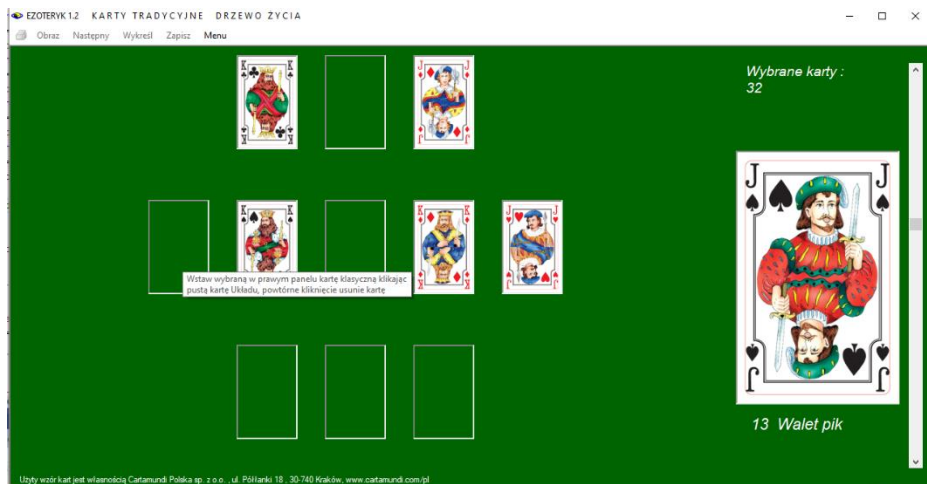 EZOTERYK 1.2 KARTY TRADYCYJNE DRZEWO ŻYCIA
Obraz Następny Wykreśl Zapisz Menu
Wybrane karty :
32
K K
J J
K K
K K
J J
J J
Wstaw wybraną w prawym panelu kartę klasyczną klikając
pustą kartę Układu, powtórne kliknięcie usunie kartę
J J
13 Walet pik
Użyty wzór kart jest własnością Cartamundi Polska sp. z o.o. , ul. Półłanki 18 , 30-740 Kraków, www.cartamundi.com/pl